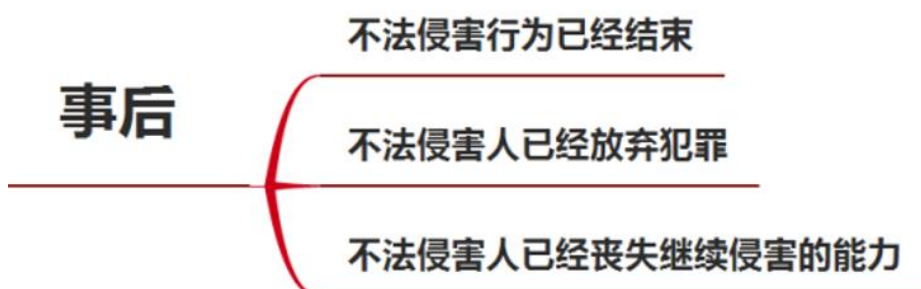 事后
不法侵害行为已经结束
不法侵害人已经放弃犯罪
不法侵害人已经丧失继续侵害的能力